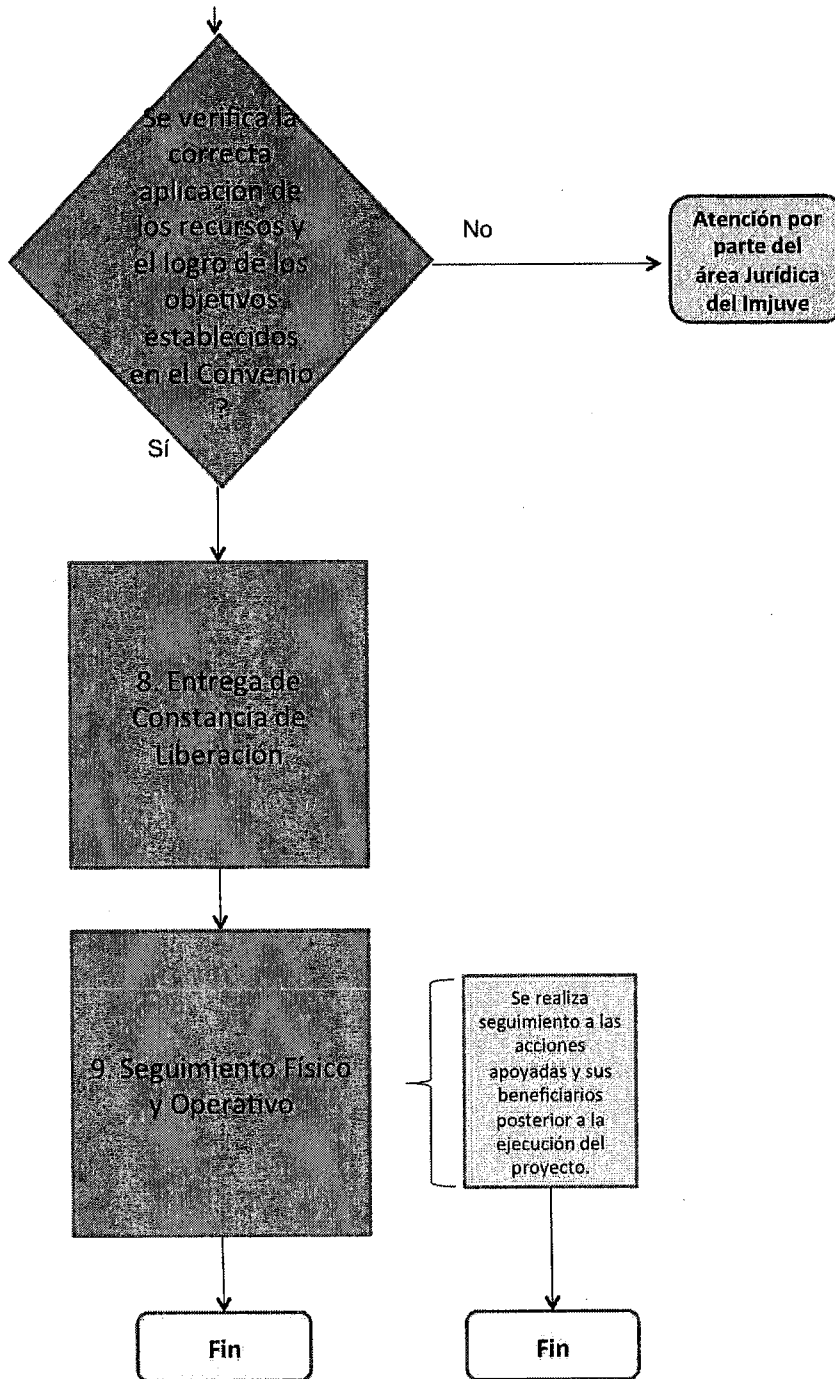 Se verifica la
correcta
aplicación de
los recursos y
el logro de los
objetivos
establecidos
en el Convenio
?
No
Atención por
parte del
área Jurídica
del Imjuve
Sí
8. Entrega de
Constancia de
Liberación
9. Seguimiento Físico
y Operativo
Se realiza
seguimiento a las
acciones
apoyadas y sus
beneficiarios
posterior a la
ejecución del
proyecto.
Fin
Fin